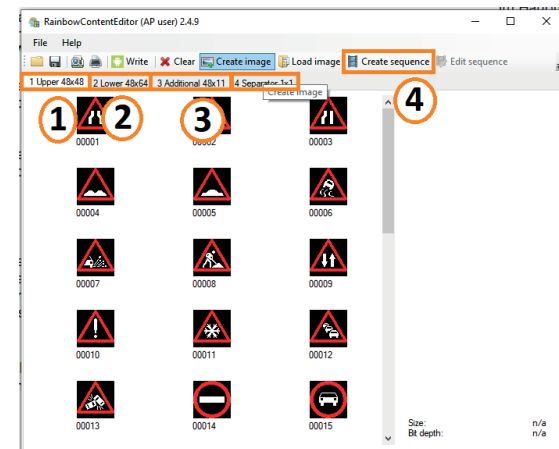 RainbowContentEditor (AP user) 2.4.9
File Help
Write Clear Create image Load image Create sequence Edit sequence
1 Upper 48x48 2 Lower 48x64 3 Additional 48x11 4 Separator 1x1
Create image
1 2 3 4
00001 00002 00003
00004 00005 00006
00007 00008 00009
00010 00011 00012
00013 00014 00015
Size: n/a
Bit depth: n/a